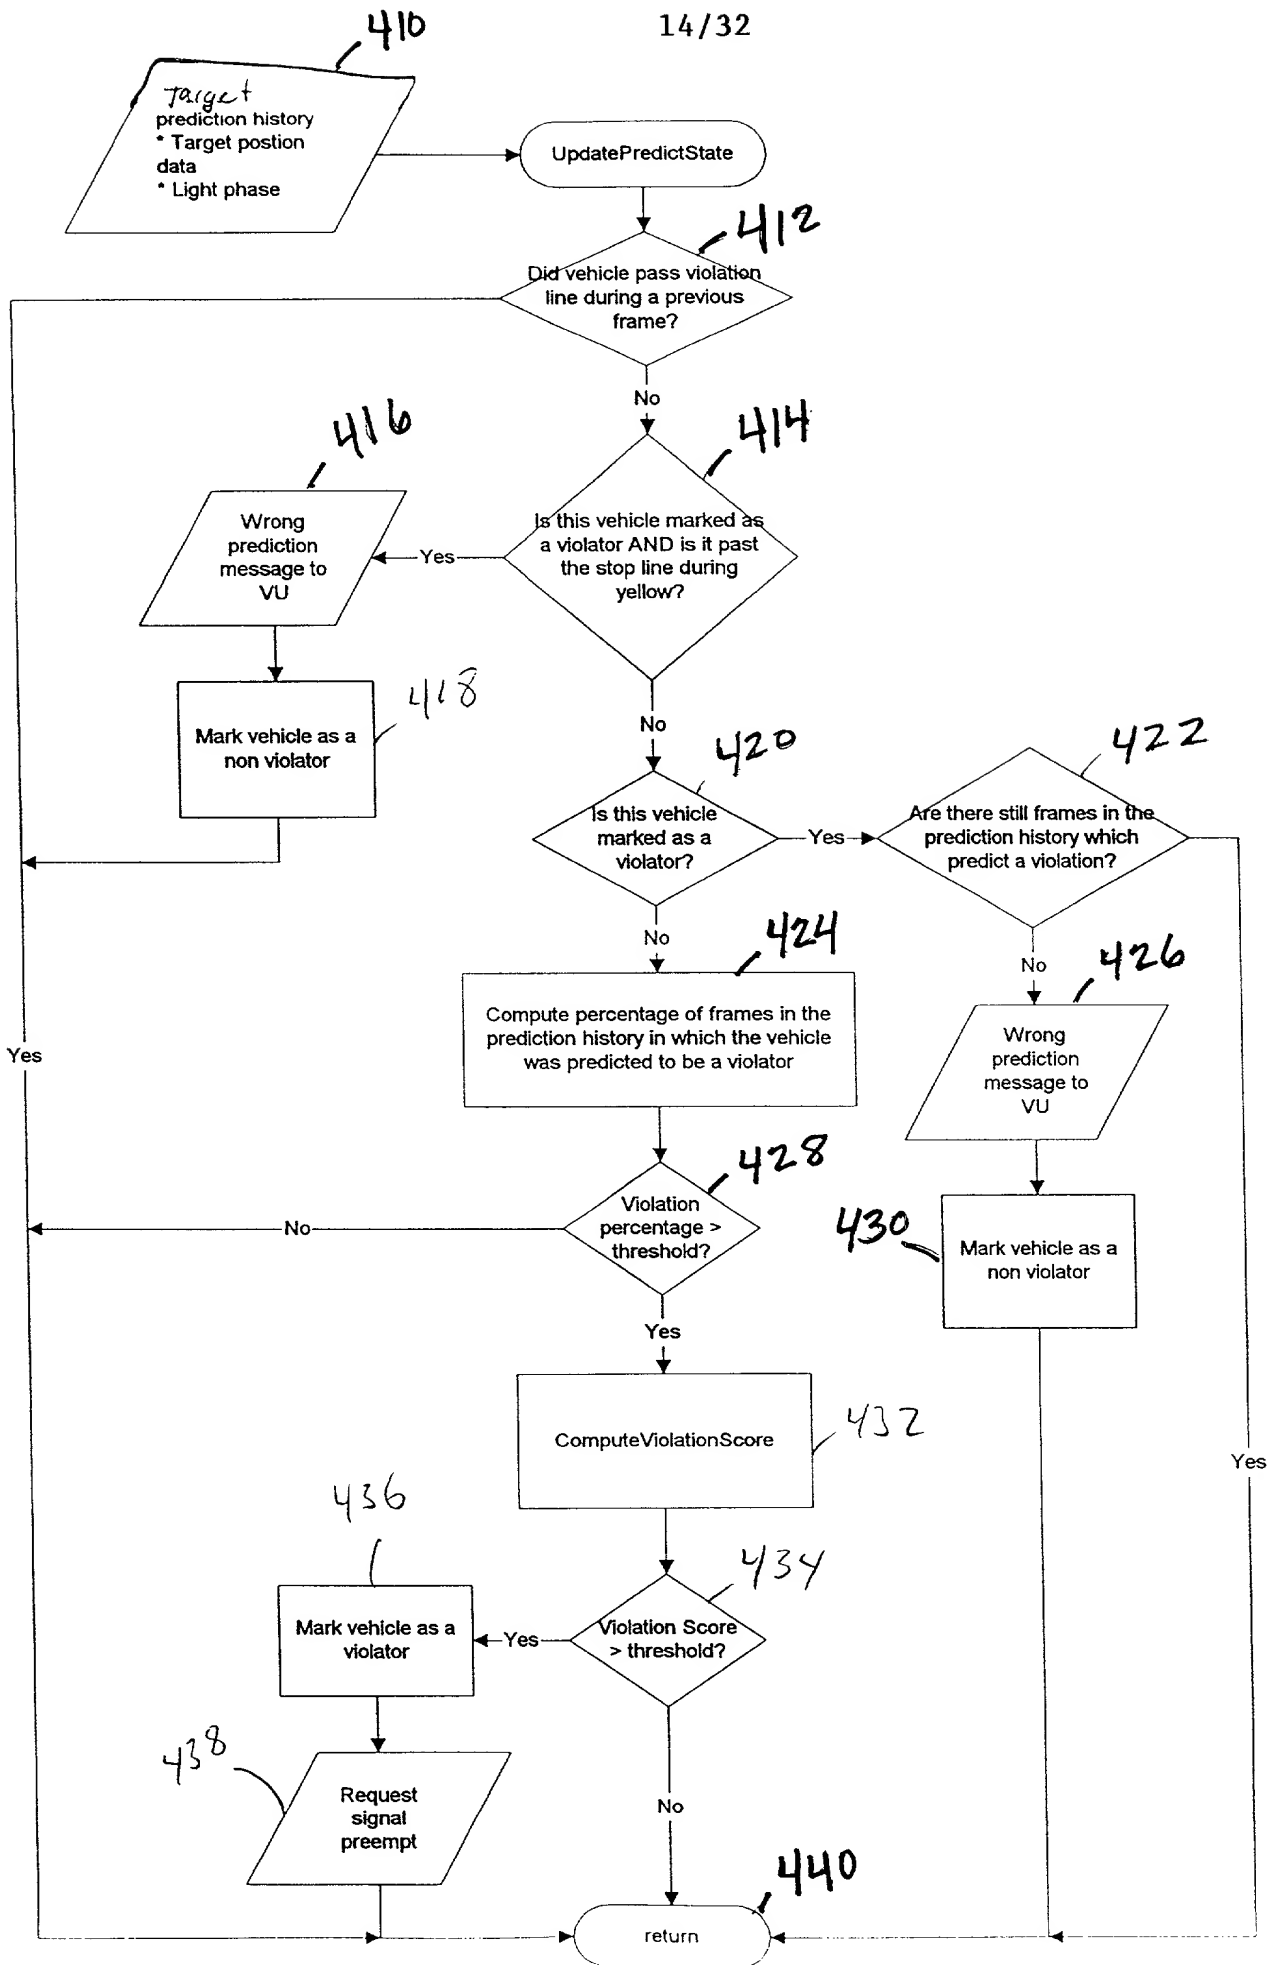 14/32
410
Target
prediction history
* Target postion
data
* Light phase
UpdatePredictState
412
Did vehicle pass violation
line during a previous
frame?
No
416
414
Wrong
prediction
message to
VU
Yes
Is this vehicle marked as
a violator AND is it past
the stop line during
yellow?
418
Mark vehicle as a
non violator
No
420
422
Is this vehicle
marked as a
violator?
Yes
Are there still frames in the
prediction history which
predict a violation?
No
424
No
426
Compute percentage of frames in the
prediction history in which the vehicle
was predicted to be a violator
Wrong
prediction
message to
VU
Yes
428
Violation
percentage >
threshold?
No
430
Mark vehicle as a
non violator
Yes
ComputeViolationScore
432
Yes
436
434
Mark vehicle as a
violator
Yes
Violation Score
> threshold?
438
Request
signal
preempt
No
440
return